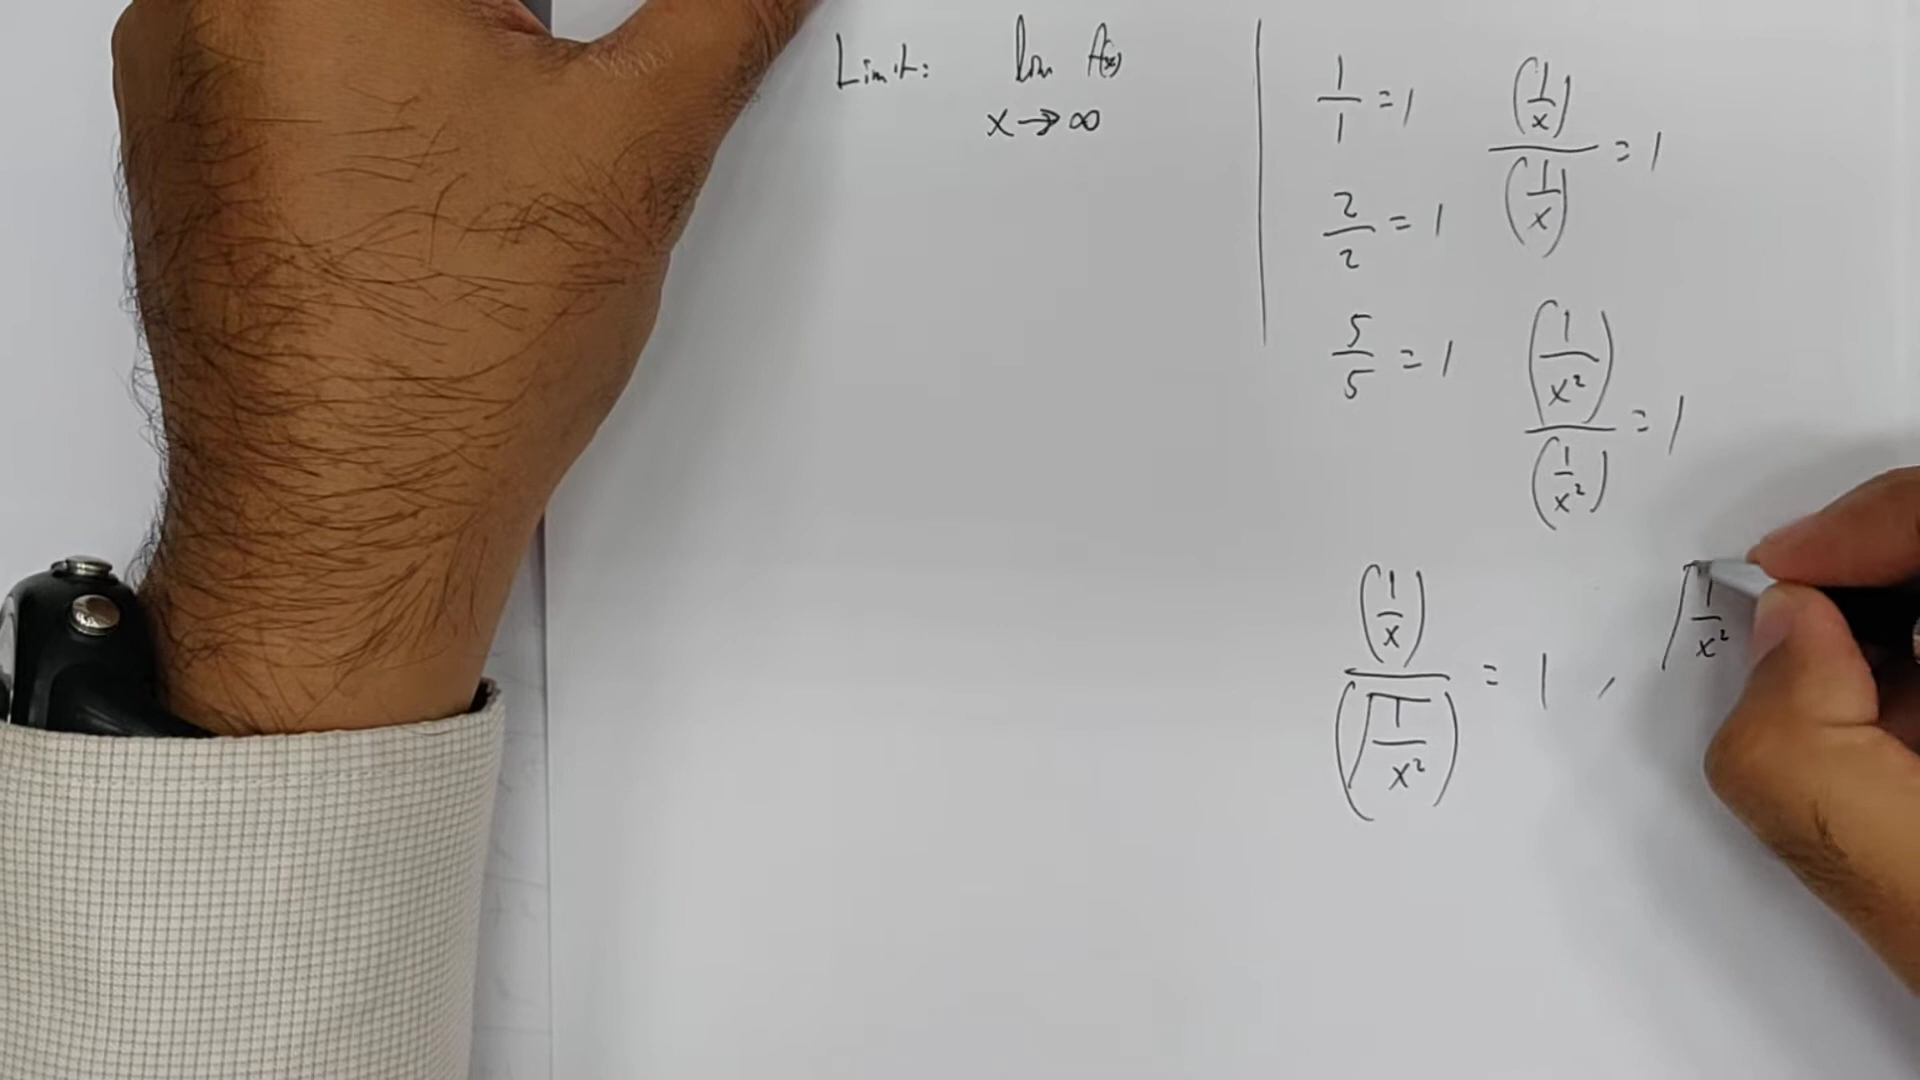 Limit: lim f(x)
x → ∞
1/1 = 1
(1/x)/(1/x) = 1
2/2 = 1
5/5 = 1
(1/x²)/(1/x²) = 1
(1/x)/(√(1/x²)) = 1 , √(1/x²)